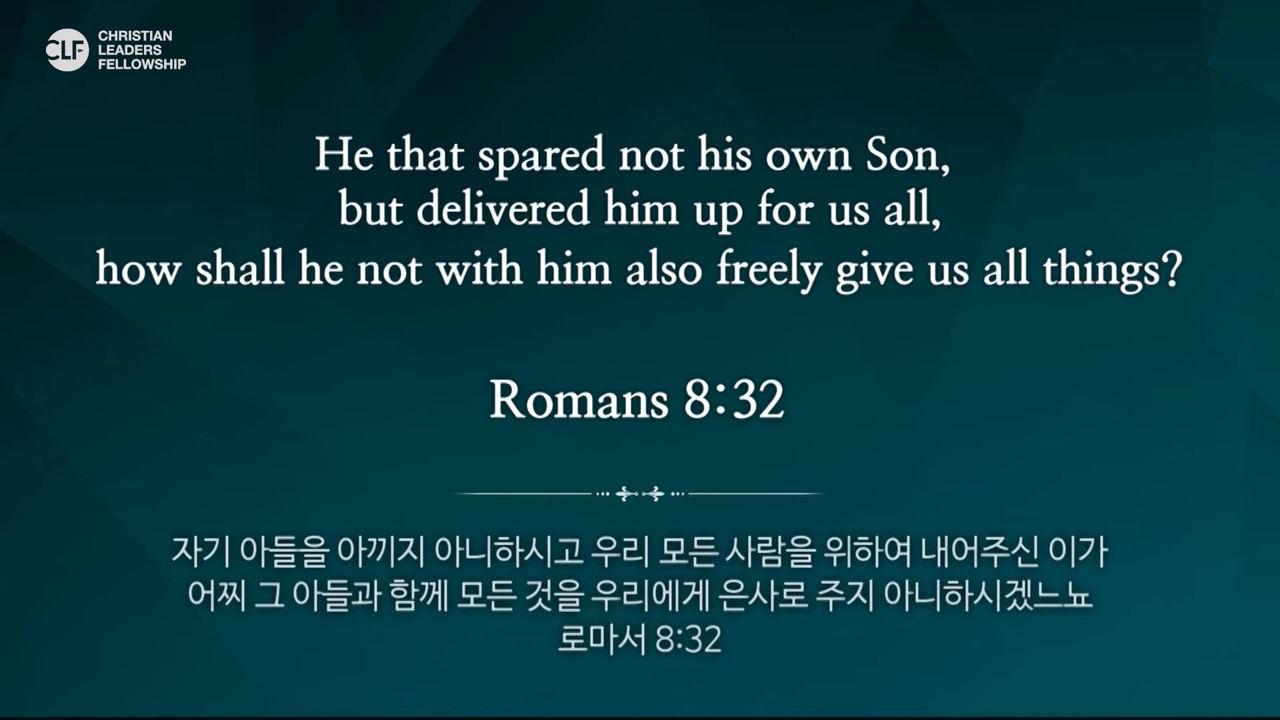 CLF
CHRISTIAN
LEADERS
FELLOWSHIP
He that spared not his own Son,
but delivered him up for us all,
how shall he not with him also freely give us all things?
Romans 8:32
자기 아들을 아끼지 아니하시고 우리 모든 사람을 위하여 내어주신 이가
어찌 그 아들과 함께 모든 것을 우리에게 은사로 주지 아니하시겠느뇨
로마서 8:32